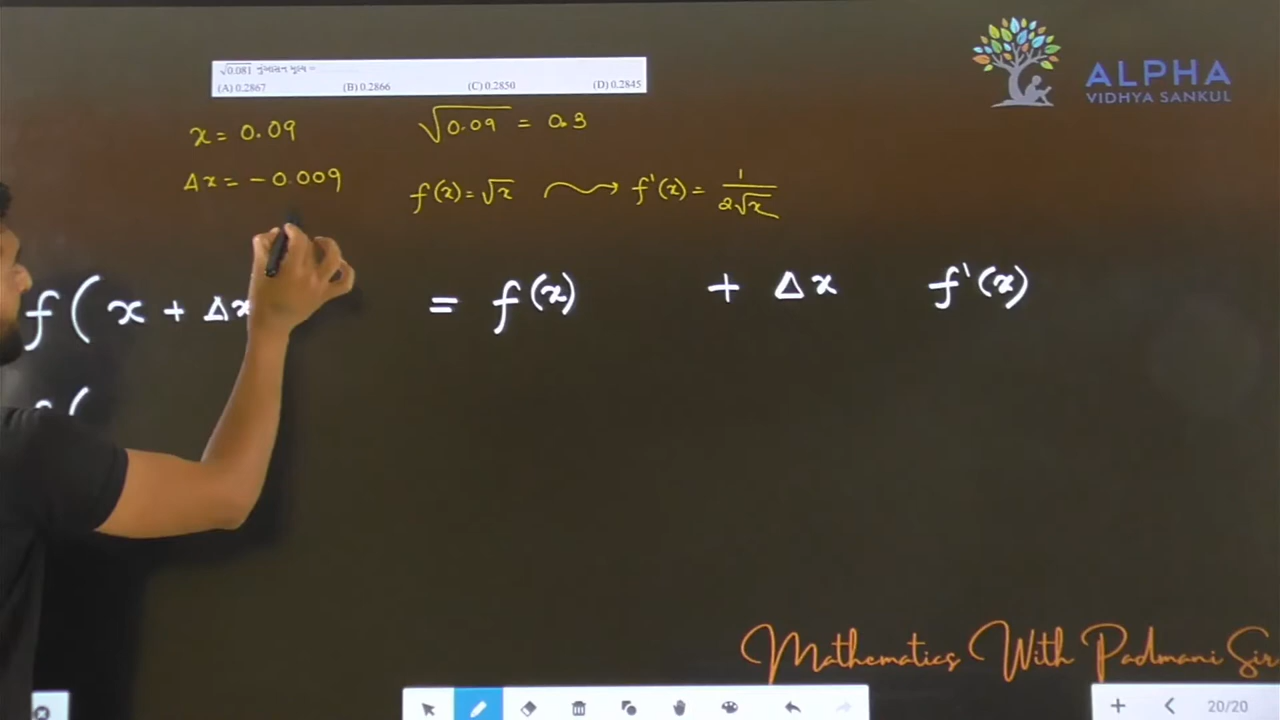 ALPHA
VIDHYA SANKUL
√0.081 નું આસન્ન મૂલ્ય = ............
(A) 0.2867 (B) 0.2866 (C) 0.2850 (D) 0.2845
x = 0.09 √0.09 = 0.3
Δx = -0.009 f(x) = √x f'(x) = 1/2√x
f( x + Δx = f(x) + Δx f'(x)
f(
Mathematics With Padmani Sir
20/20